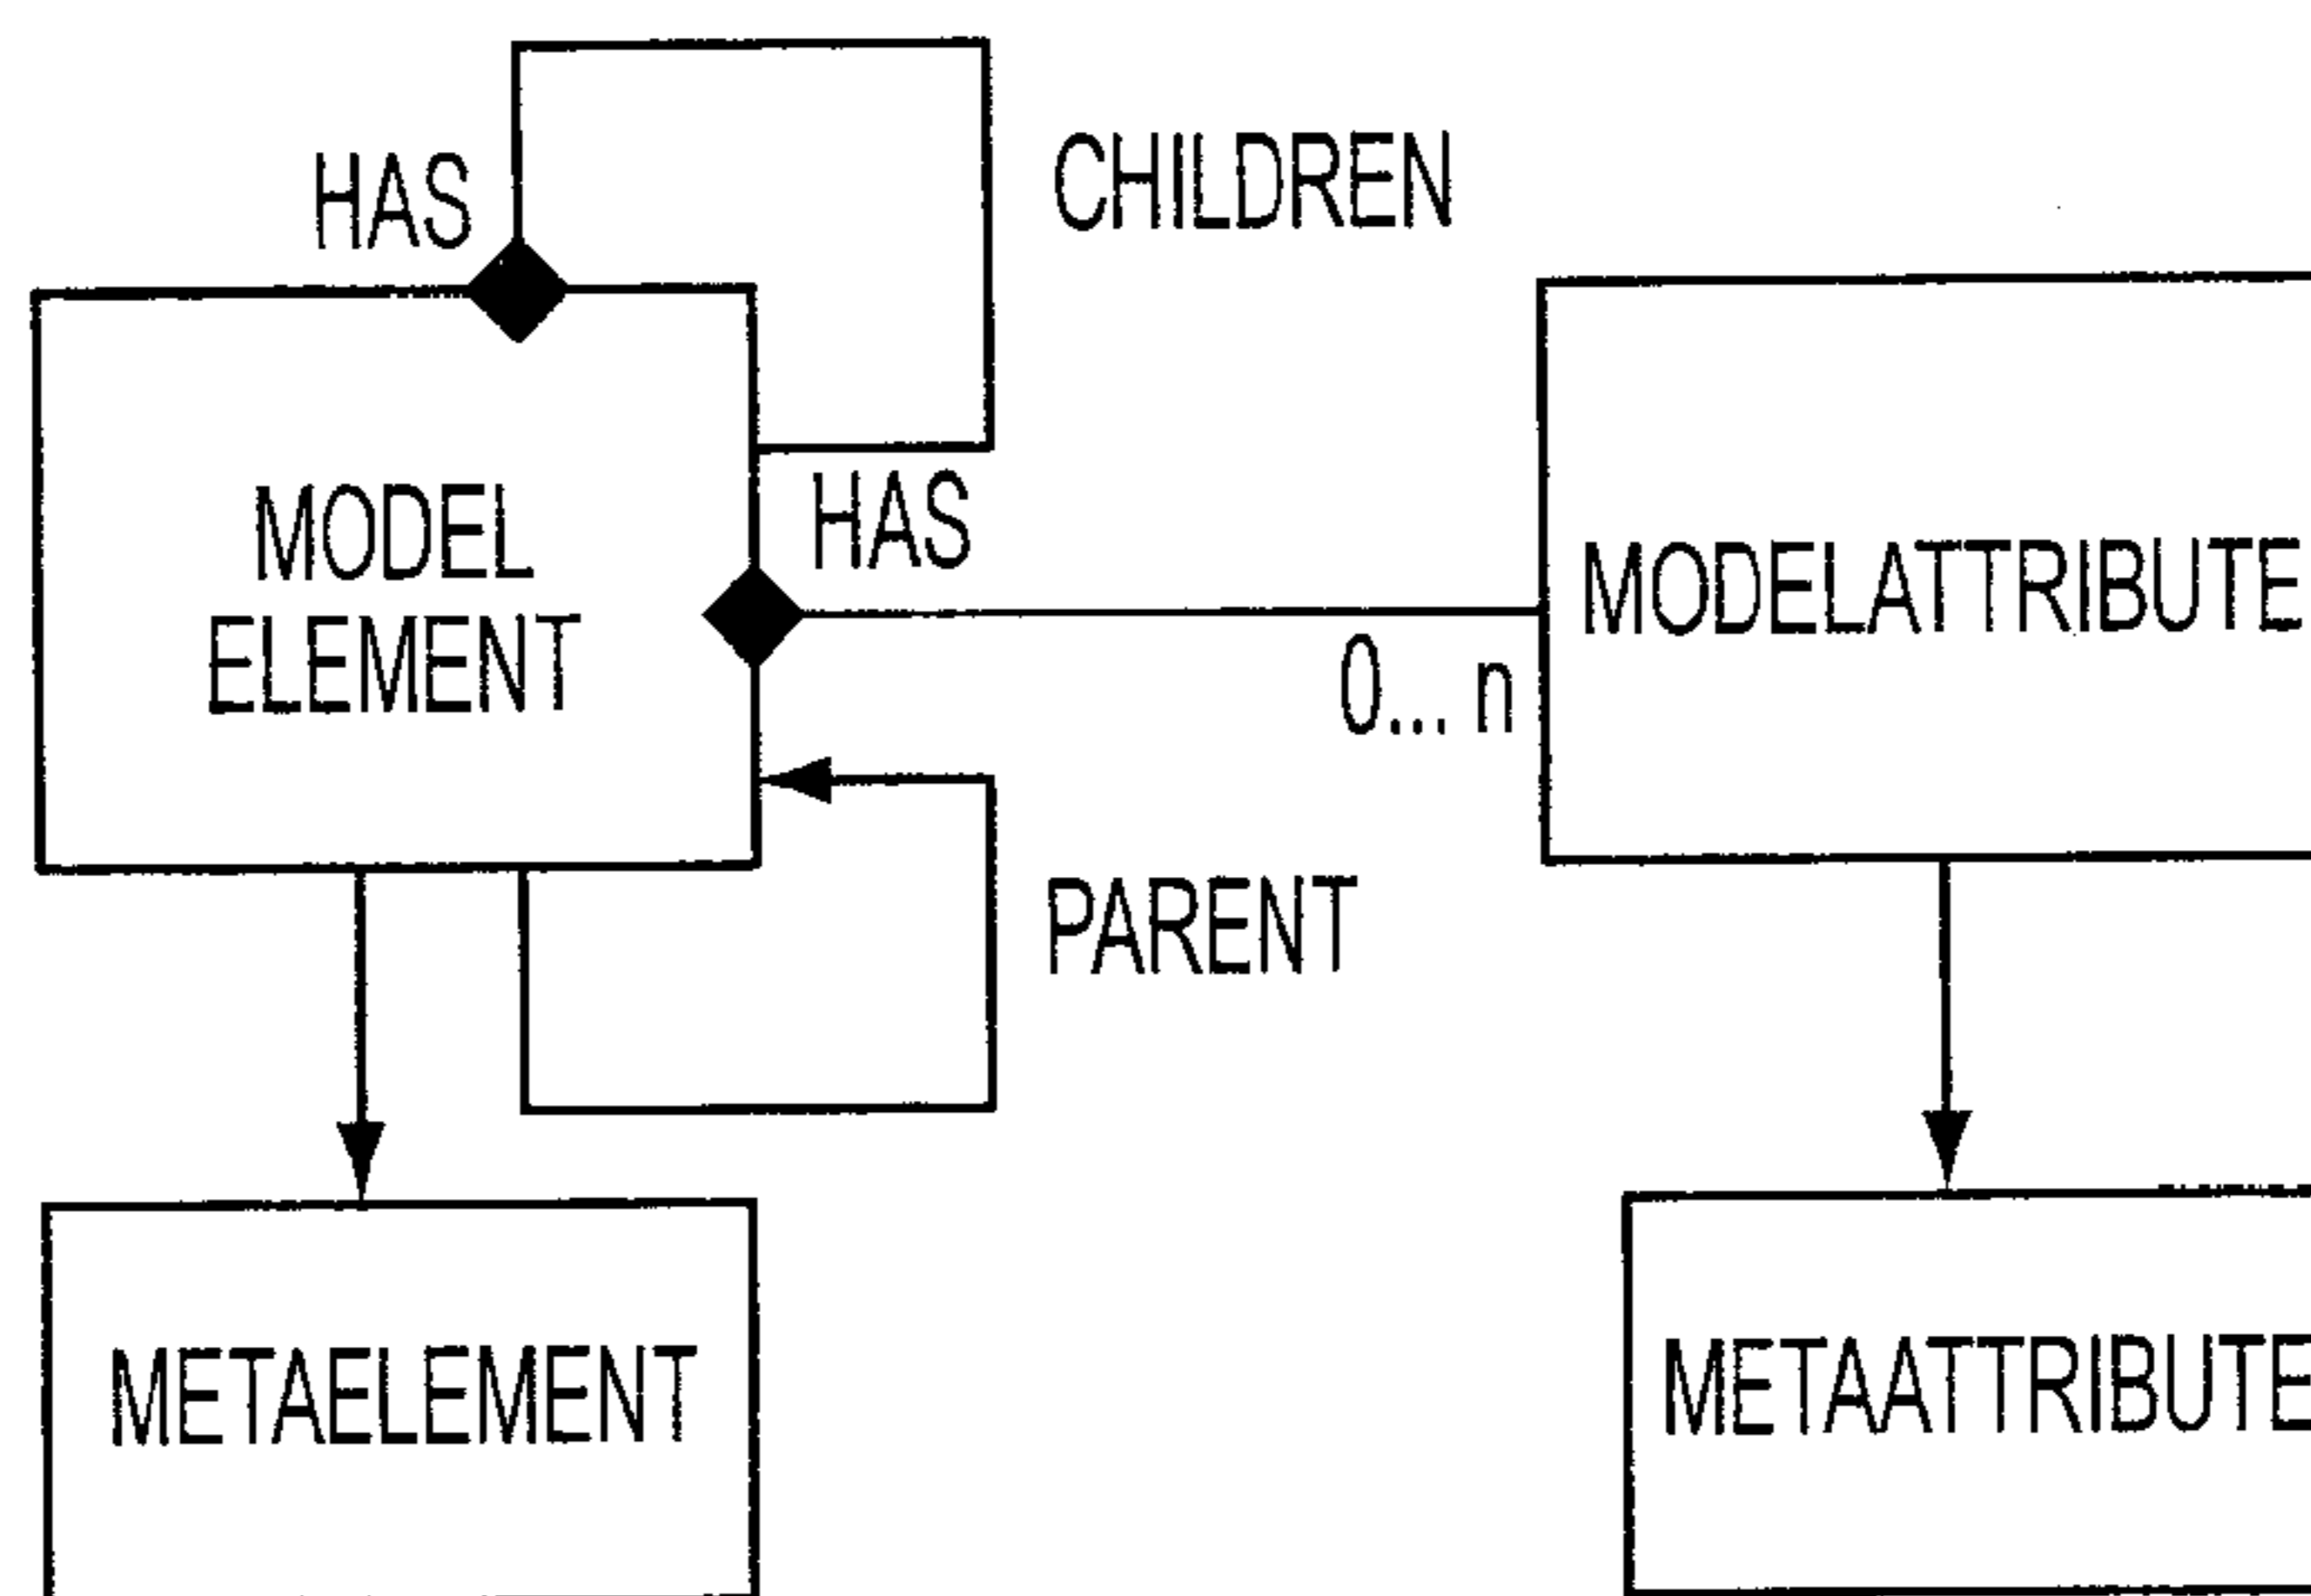 HAS
CHILDREN
MODEL
ELEMENT
HAS
MODELATTRIBUTE
0... n
PARENT
METAELEMENT
METAATTRIBUTE